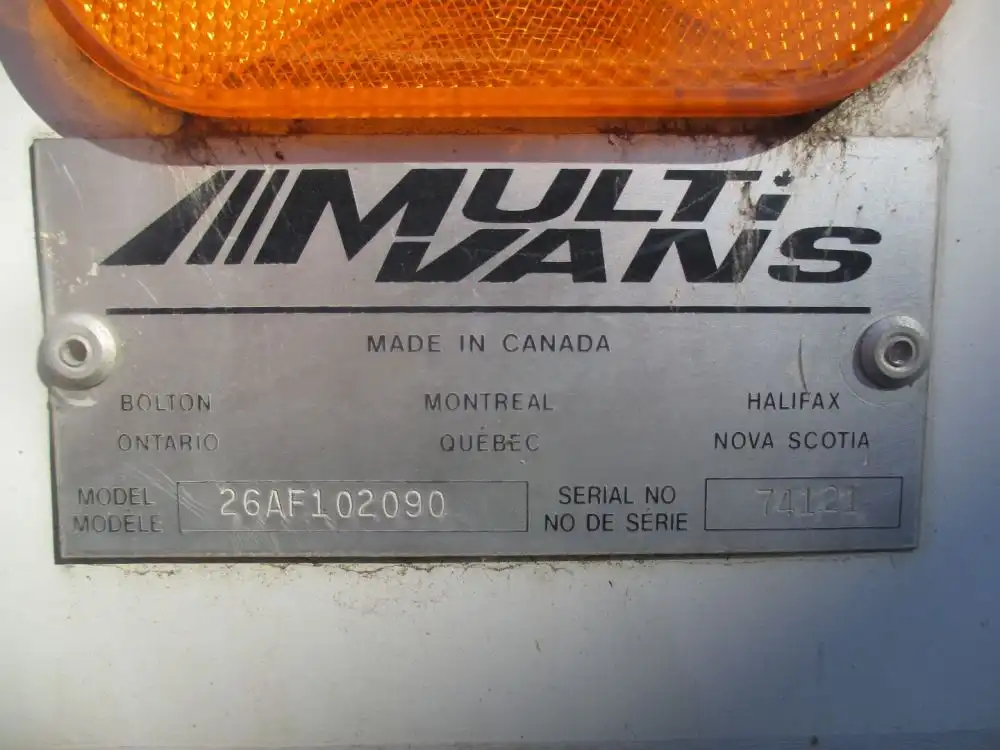 MULTi
VANS
MADE IN CANADA
BOLTON MONTREAL HALIFAX
ONTARIO QUÉBEC NOVA SCOTIA
MODEL 26AF102090 SERIAL NO 74121
MODÈLE NO DE SÉRIE